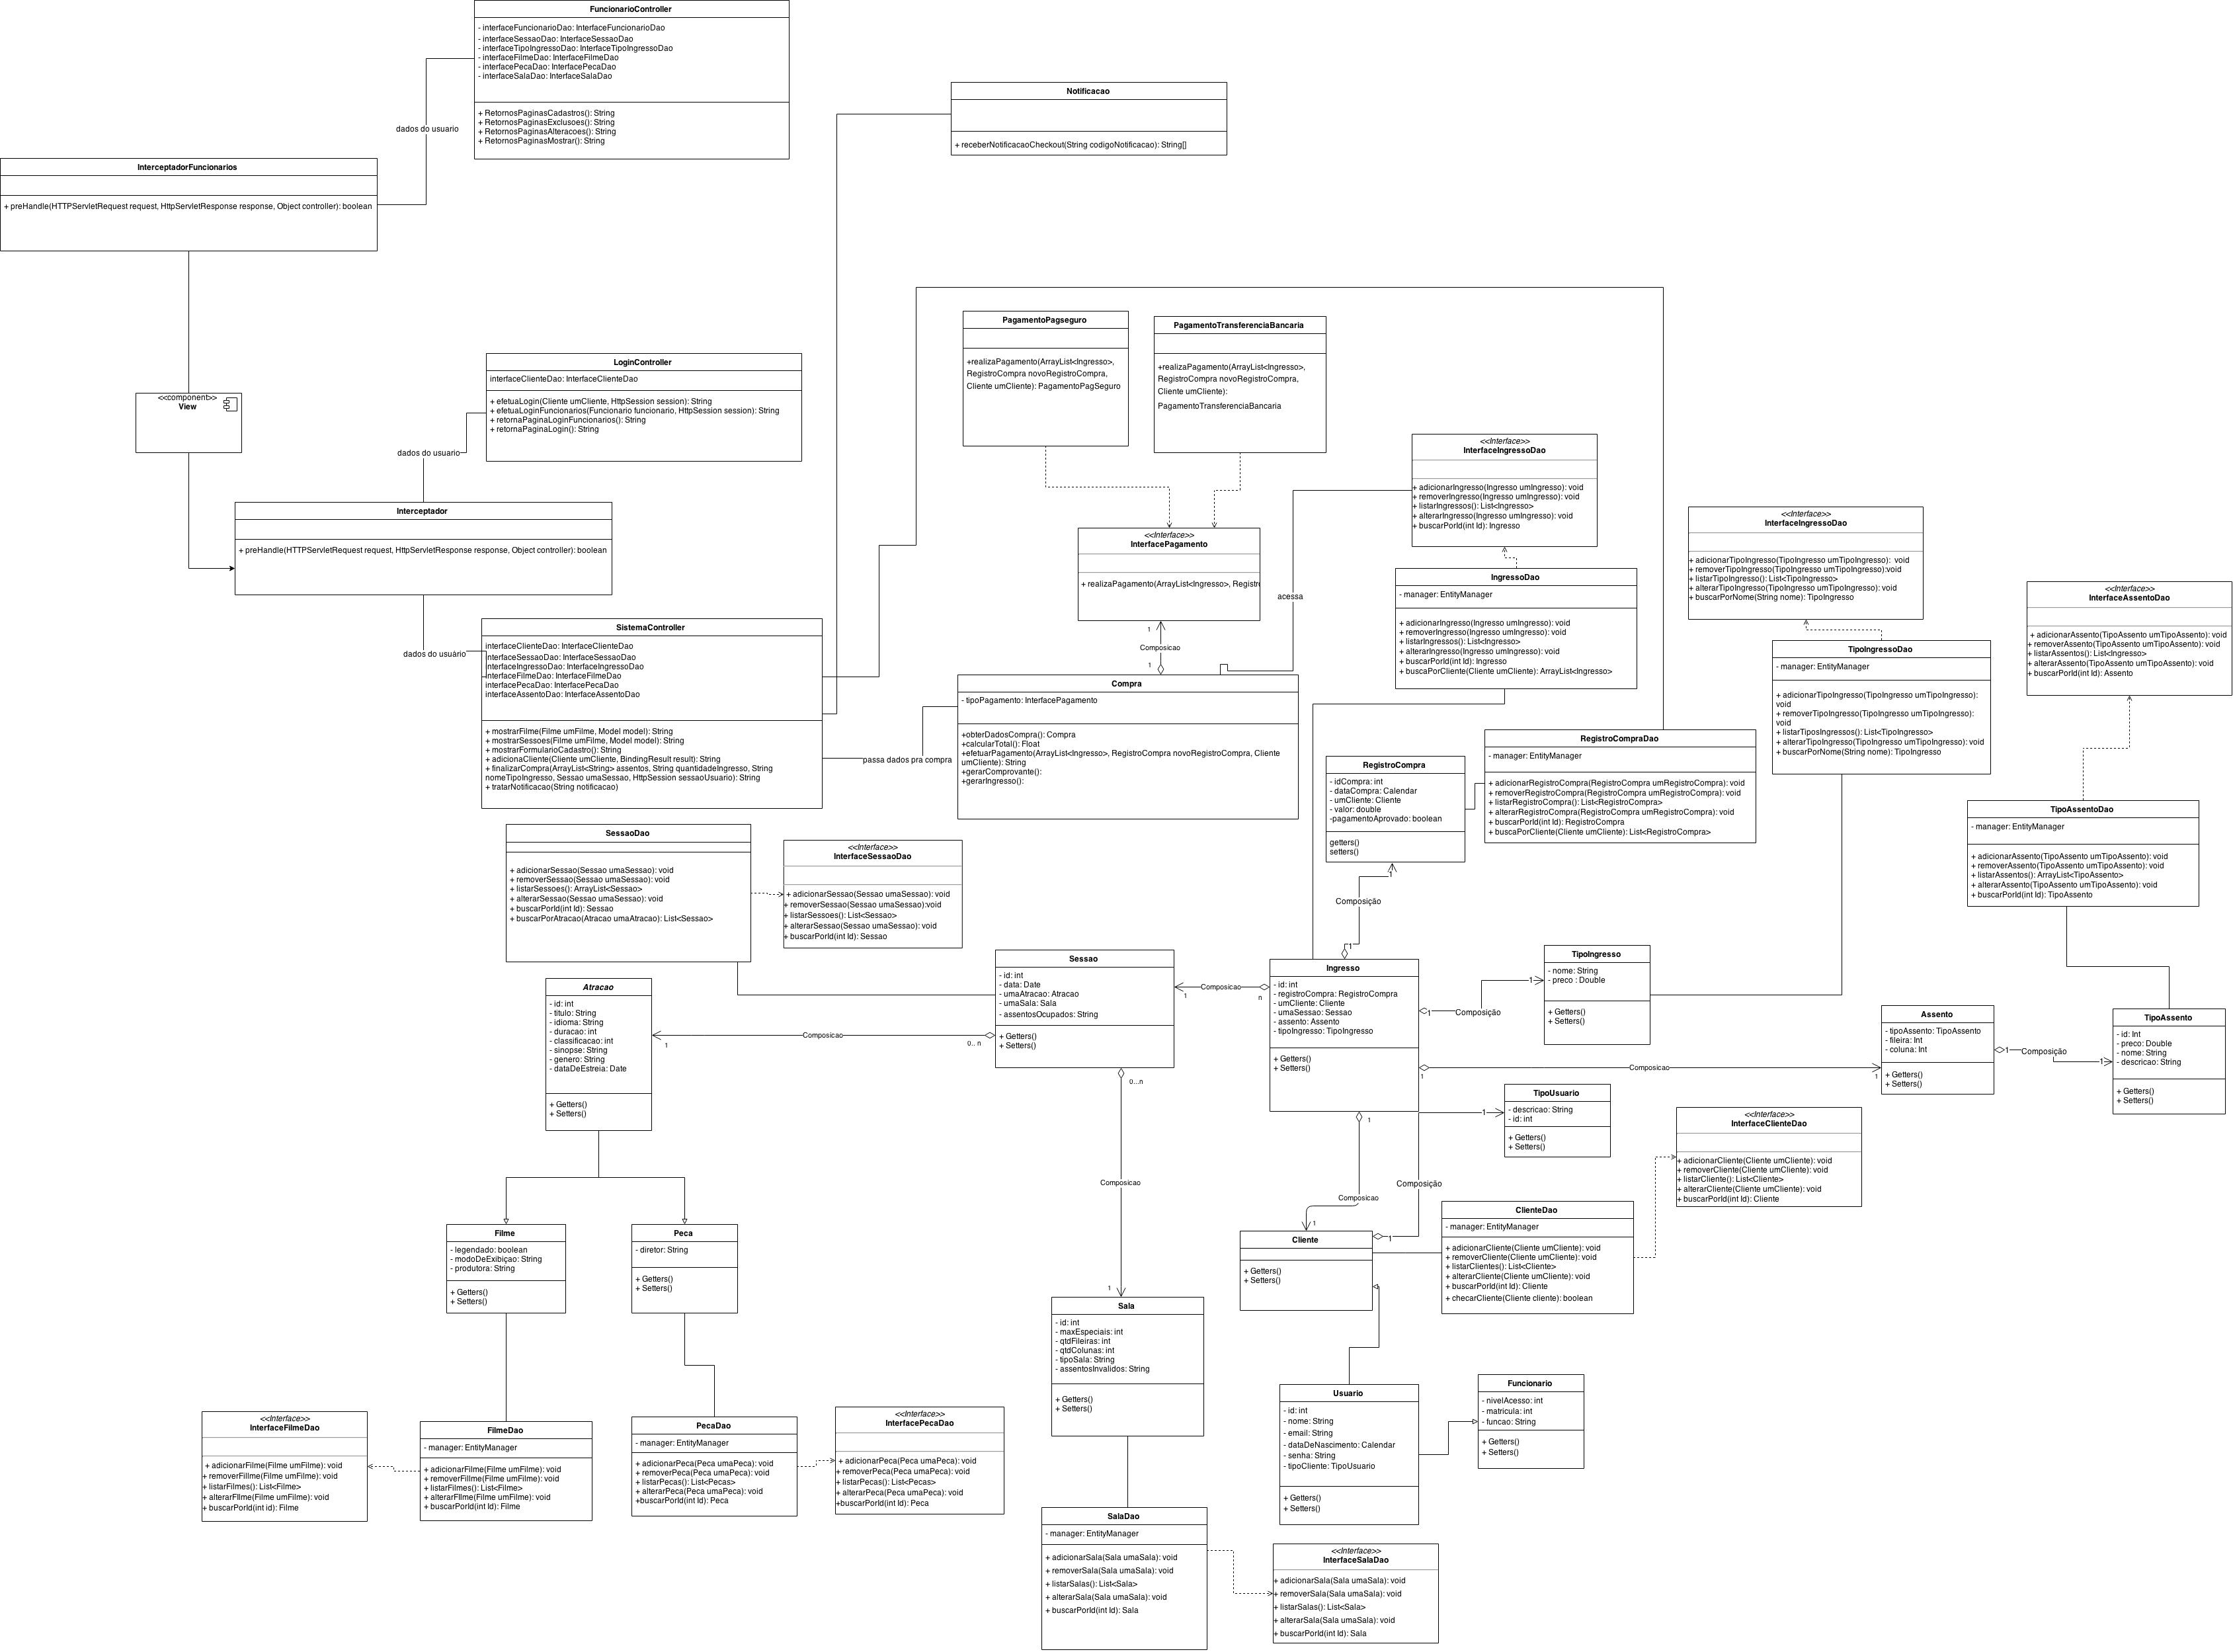 FuncionarioController
- interfaceFuncionarioDao: InterfaceFuncionarioDao
- interfaceSessaoDao: InterfaceSessaoDao
- interfaceTipoIngressoDao: InterfaceTipoIngressoDao
- interfaceFilmeDao: InterfaceFilmeDao
- interfacePecaDao: InterfacePecaDao
- interfaceSalaDao: InterfaceSalaDao
+ RetornosPaginasCadastros(): String
+ RetornosPaginasExclusoes(): String
+ RetornosPaginasAlteracoes(): String
+ RetornosPaginasMostrar(): String
dados do usuario
Notificacao
+ receberNotificacaoCheckout(String codigoNotificacao): String[]
InterceptadorFuncionarios
+ preHandle(HTTPServletRequest request, HttpServletResponse response, Object controller): boolean
PagamentoPagseguro
+realizaPagamento(ArrayList<Ingresso>,
RegistroCompra novoRegistroCompra,
Cliente umCliente): PagamentoPagSeguro
PagamentoTransferenciaBancaria
+realizaPagamento(ArrayList<Ingresso>,
RegistroCompra novoRegistroCompra,
Cliente umCliente):
PagamentoTransferenciaBancaria
LoginController
interfaceClienteDao: InterfaceClienteDao
+ efetuaLogin(Cliente umCliente, HttpSession session): String
+ efetuaLoginFuncionarios(Funcionario funcionario, HttpSession session): String
+ retornaPaginaLoginFuncionarios(): String
+ retornaPaginaLogin(): String
<<component>>
View
dados do usuario
Interceptador
+ preHandle(HTTPServletRequest request, HttpServletResponse response, Object controller): boolean
dados do usuário
<<Interface>>
InterfacePagamento
+ realizaPagamento(ArrayList<Ingresso>, Registr
1
Composicao
1
acessa
<<Interface>>
InterfaceIngressoDao
+ adicionarIngresso(Ingresso umIngresso): void
+ removerIngresso(Ingresso umIngresso): void
+ listarIngressos(): List<Ingresso>
+ alterarIngresso(Ingresso umIngresso): void
+ buscarPorId(int Id): Ingresso
IngressoDao
- manager: EntityManager
+ adicionarIngresso(Ingresso umIngresso): void
+ removerIngresso(Ingresso umIngresso): void
+ listarIngressos(): List<Ingresso>
+ alterarIngresso(Ingresso umIngresso): void
+ buscarPorId(int Id): Ingresso
+ buscaPorCliente(Cliente umCliente): ArrayList<Ingresso>
<<Interface>>
InterfaceIngressoDao
+ adicionarTipoIngresso(TipoIngresso umTipoIngresso): void
+ removerTipoIngresso(TipoIngresso umTipoIngresso):void
+ listarTipoIngresso(): List<TipoIngresso>
+ alterarTipoIngresso(TipoIngresso umTipoIngresso): void
+ buscarPorNome(String nome): TipoIngresso
TipoIngressoDao
- manager: EntityManager
+ adicionarTipoIngresso(TipoIngresso umTipoIngresso):
void
+ removerTipoIngresso(TipoIngresso umTipoIngresso):
void
+ listarTiposIngressos(): List<TipoIngresso>
+ alterarTipoIngresso(TipoIngresso umTipoIngresso): void
+ buscarPorNome(String nome): TipoIngresso
<<Interface>>
InterfaceAssentoDao
+ adicionarAssento(TipoAssento umTipoAssento): void
+ removerAssento(TipoAssento umTipoAssento): void
+ listarAssentos(): List<Ingresso>
+ alterarAssento(TipoAssento umTipoAssento): void
+ buscarPorId(int Id): Assento
TipoAssentoDao
- manager: EntityManager
+ adicionarAssento(TipoAssento umTipoAssento): void
+ removerAssento(TipoAssento umTipoAssento): void
+ listarAssentos(): ArrayList<TipoAssento>
+ alterarAssento(TipoAssento umTipoAssento): void
+ buscarPorId(int Id): TipoAssento
SistemaController
interfaceClienteDao: InterfaceClienteDao
interfaceSessaoDao: InterfaceSessaoDao
interfaceIngressoDao: InterfaceIngressoDao
interfaceFilmeDao: InterfaceFilmeDao
interfacePecaDao: InterfacePecaDao
interfaceAssentoDao: InterfaceAssentoDao
+ mostrarFilme(Filme umFilme, Model model): String
+ mostrarSessoes(Filme umFilme, Model model): String
+ mostrarFormularioCadastro(): String
+ adicionaCliente(Cliente umCliente, BindingResult result): String
+ finalizarCompra(ArrayList<String> assentos, String quantidadeIngresso, String
nomeTipoIngresso, Sessao umaSessao, HttpSession sessaoUsuario): String
+ tratarNotificacao(String notificacao)
passa dados pra compra
Compra
- tipoPagamento: InterfacePagamento
+obterDadosCompra(): Compra
+calcularTotal(): Float
+efetuarPagamento(ArrayList<Ingresso>, RegistroCompra novoRegistroCompra, Cliente
umCliente): String
+gerarComprovante():
+gerarIngresso():
RegistroCompra
- idCompra: int
- dataCompra: Calendar
- umCliente: Cliente
- valor: double
-pagamentoAprovado: boolean
getters()
setters()
RegistroCompraDao
- manager: EntityManager
+ adicionarRegistroCompra(RegistroCompra umRegistroCompra): void
+ removerRegistroCompra(RegistroCompra umRegistroCompra): void
+ listarRegistroCompra(): List<RegistroCompra>
+ alterarRegistroCompra(RegistroCompra umRegistroCompra): void
+ buscarPorId(int Id): RegistroCompra
+ buscaPorCliente(Cliente umCliente): List<RegistroCompra>
SessaoDao
+ adicionarSessao(Sessao umaSessao): void
+ removerSessao(Sessao umaSessao): void
+ listarSessoes(): ArrayList<Sessao>
+ alterarSessao(Sessao umaSessao): void
+ buscarPorId(int Id): Sessao
+ buscarPorAtracao(Atracao umaAtracao): List<Sessao>
<<Interface>>
InterfaceSessaoDao
+ adicionarSessao(Sessao umaSessao): void
+ removerSessao(Sessao umaSessao):void
+ listarSessoes(): List<Sessao>
+ alterarSessao(Sessao umaSessao): void
+ buscarPorId(int Id): Sessao
1
Composição
1
Sessao
- id: int
- data: Date
- umaAtracao: Atracao
- umaSala: Sala
- assentosOcupados: String
+ Getters()
+ Setters()
Composicao
1
n
Ingresso
- id: int
- registroCompra: RegistroCompra
- umCliente: Cliente
- umaSessao: Sessao
- assento: Assento
- tipoIngresso: TipoIngresso
+ Getters()
+ Setters()
1
Composição
1
TipoIngresso
- nome: String
- preco : Double
+ Getters()
+ Setters()
1
Composicao
1
Assento
- tipoAssento: TipoAssento
- fileira: Int
- coluna: Int
+ Getters()
+ Setters()
1
Composição
1
TipoAssento
- id: Int
- preco: Double
- nome: String
- descricao: String
+ Getters()
+ Setters()
Atracao
- id: int
- titulo: String
- idioma: String
- duracao: int
- classificacao: int
- sinopse: String
- genero: String
- dataDeEstreia: Date
+ Getters()
+ Setters()
1
Composicao
0.. n
0...n
Composicao
1
TipoUsuario
- descricao: String
- id: int
+ Getters()
+ Setters()
1
Composição
1
1
Composicao
1
<<Interface>>
InterfaceClienteDao
+ adicionarCliente(Cliente umCliente): void
+ removerCliente(Cliente umCliente): void
+ listarCliente(): List<Cliente>
+ alterarCliente(Cliente umCliente): void
+ buscarPorId(int Id): Cliente
ClienteDao
- manager: EntityManager
+ adicionarCliente(Cliente umCliente): void
+ removerCliente(Cliente umCliente): void
+ listarClientes(): List<Cliente>
+ alterarCliente(Cliente umCliente): void
+ buscarPorId(int Id): Cliente
+ checarCliente(Cliente cliente): boolean
Cliente
+ Getters()
+ Setters()
Filme
- legendado: boolean
- modoDeExibiçao: String
- produtora: String
+ Getters()
+ Setters()
Peca
- diretor: String
+ Getters()
+ Setters()
Sala
- id: int
- maxEspeciais: int
- qtdFileiras: int
- qtdColunas: int
- tipoSala: String
- assentosInvalidos: String
+ Getters()
+ Setters()
Usuario
- id: int
- nome: String
- email: String
- dataDeNascimento: Calendar
- senha: String
- tipoCliente: TipoUsuario
+ Getters()
+ Setters()
Funcionario
- nivelAcesso: int
- matricula: int
- funcao: String
+ Getters()
+ Setters()
<<Interface>>
InterfaceFilmeDao
+ adicionarFilme(Filme umFilme): void
+ removerFillme(Filme umFilme): void
+ listarFilmes(): List<Filme>
+ alterarFIlme(Filme umFilme): void
+ buscarPorId(int id): Filme
FilmeDao
- manager: EntityManager
+ adicionarFilme(Filme umFilme): void
+ removerFillme(Filme umFilme): void
+ listarFilmes(): List<Filme>
+ alterarFIlme(Filme umFilme): void
+ buscarPorId(int Id): Filme
PecaDao
- manager: EntityManager
+ adicionarPeca(Peca umaPeca): void
+ removerPeca(Peca umaPeca): void
+ listarPecas(): List<Pecas>
+ alterarPeca(Peca umaPeca): void
+buscarPorId(int Id): Peca
<<Interface>>
InterfacePecaDao
+ adicionarPeca(Peca umaPeca): void
+ removerPeca(Peca umaPeca): void
+ listarPecas(): List<Pecas>
+ alterarPeca(Peca umaPeca): void
+buscarPorId(int Id): Peca
SalaDao
- manager: EntityManager
+ adicionarSala(Sala umaSala): void
+ removerSala(Sala umaSala): void
+ listarSalas(): List<Sala>
+ alterarSala(Sala umaSala): void
+ buscarPorId(int Id): Sala
<<Interface>>
InterfaceSalaDao
+ adicionarSala(Sala umaSala): void
+ removerSala(Sala umaSala): void
+ listarSalas(): List<Sala>
+ alterarSala(Sala umaSala): void
+ buscarPorId(int Id): Sala